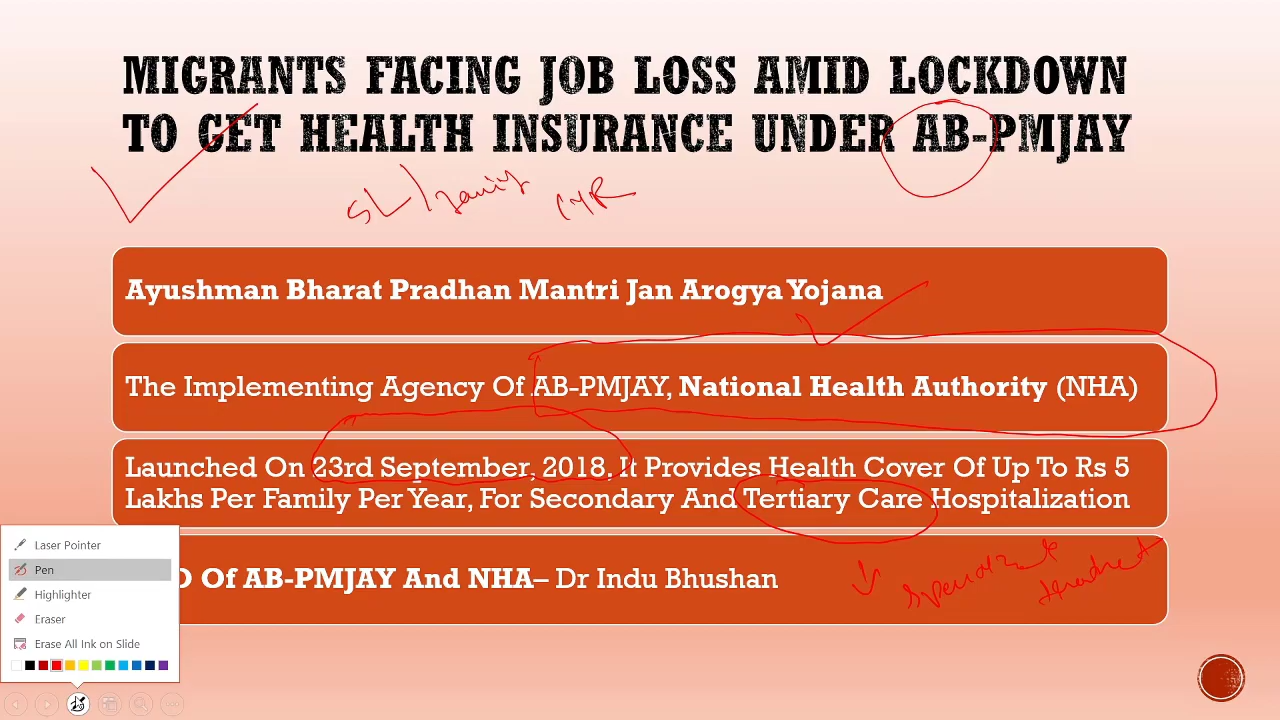 MIGRANTS FACING JOB LOSS AMID LOCKDOWN
TO GET HEALTH INSURANCE UNDER AB-PMJAY
5L/family
Ayushman Bharat Pradhan Mantri Jan Arogya Yojana
The Implementing Agency Of AB-PMJAY, National Health Authority (NHA)
Launched On 23rd September, 2018, It Provides Health Cover Of Up To Rs 5
Lakhs Per Family Per Year, For Secondary And Tertiary Care Hospitalization
Of AB-PMJAY And NHA– Dr Indu Bhushan
Laser Pointer
Pen
Highlighter
Eraser
Erase All Ink on Slide